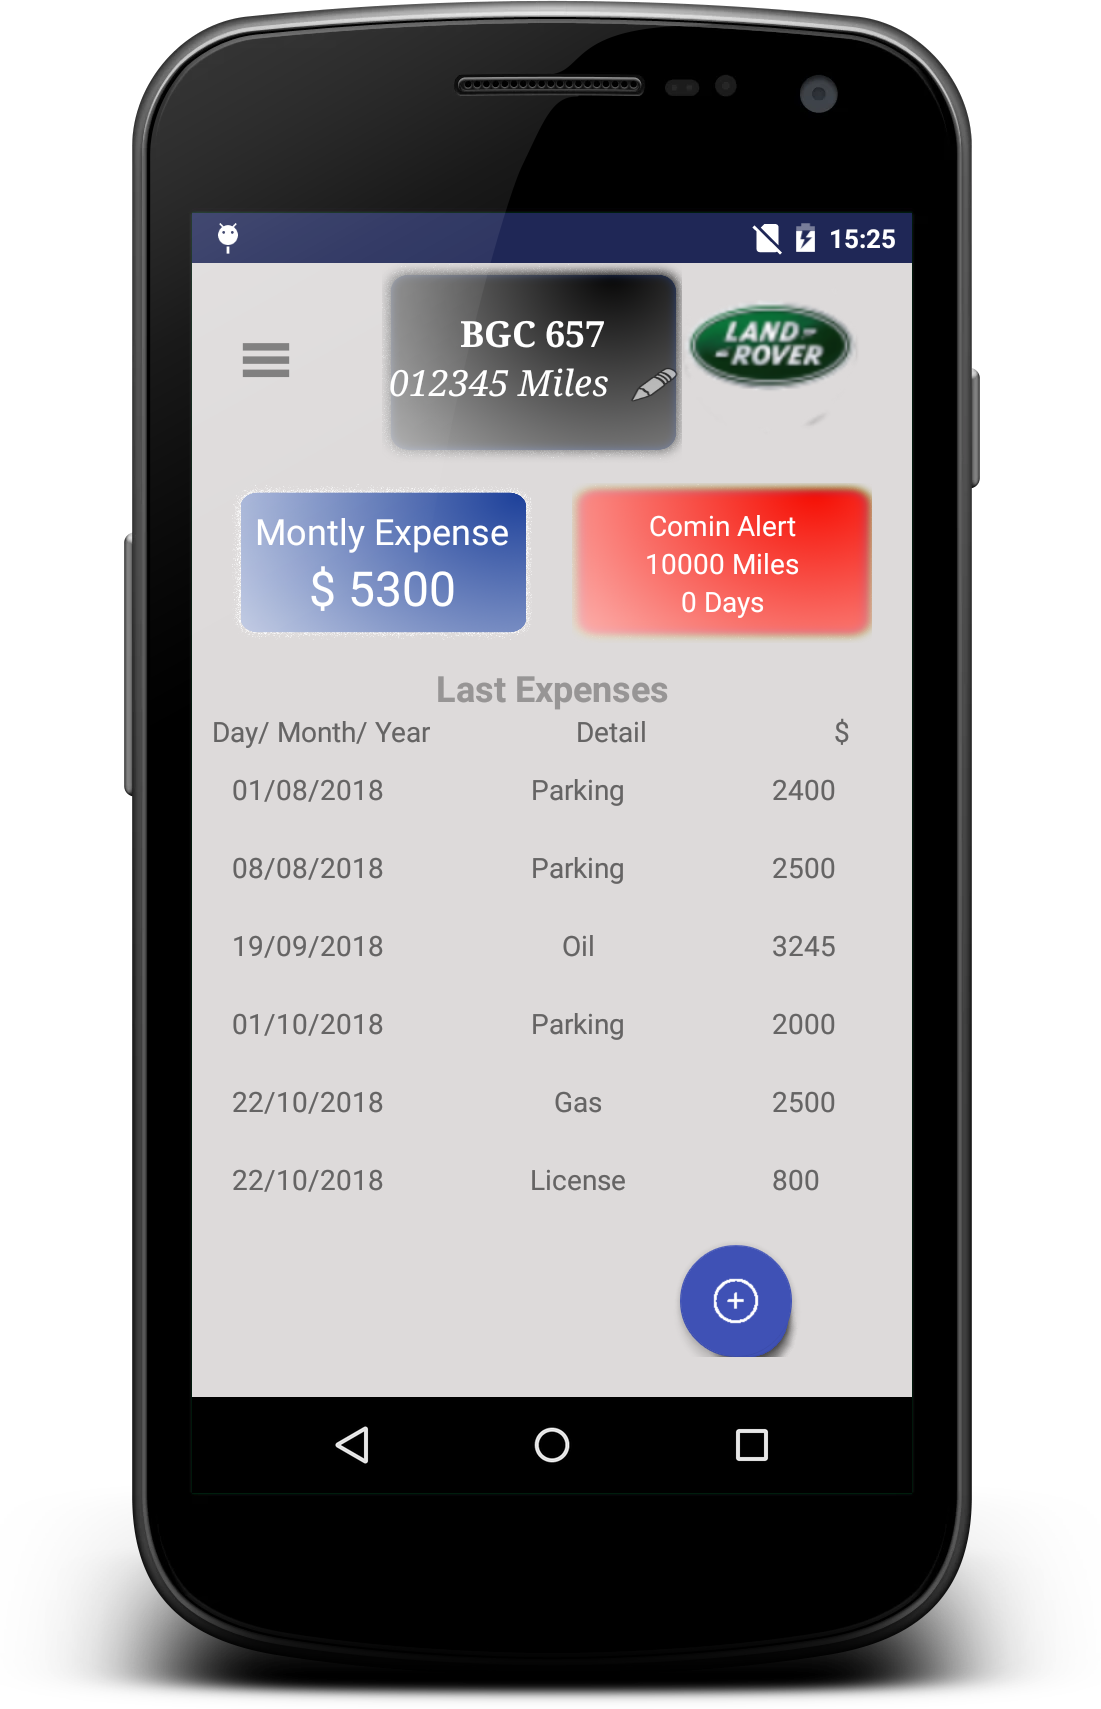 15:25
BGC 657
012345 Miles
LAND-
-ROVER
Montly Expense
$ 5300
Comin Alert
10000 Miles
0 Days
Last Expenses
Day/ Month/ Year Detail $
01/08/2018 Parking 2400
08/08/2018 Parking 2500
19/09/2018 Oil 3245
01/10/2018 Parking 2000
22/10/2018 Gas 2500
22/10/2018 License 800